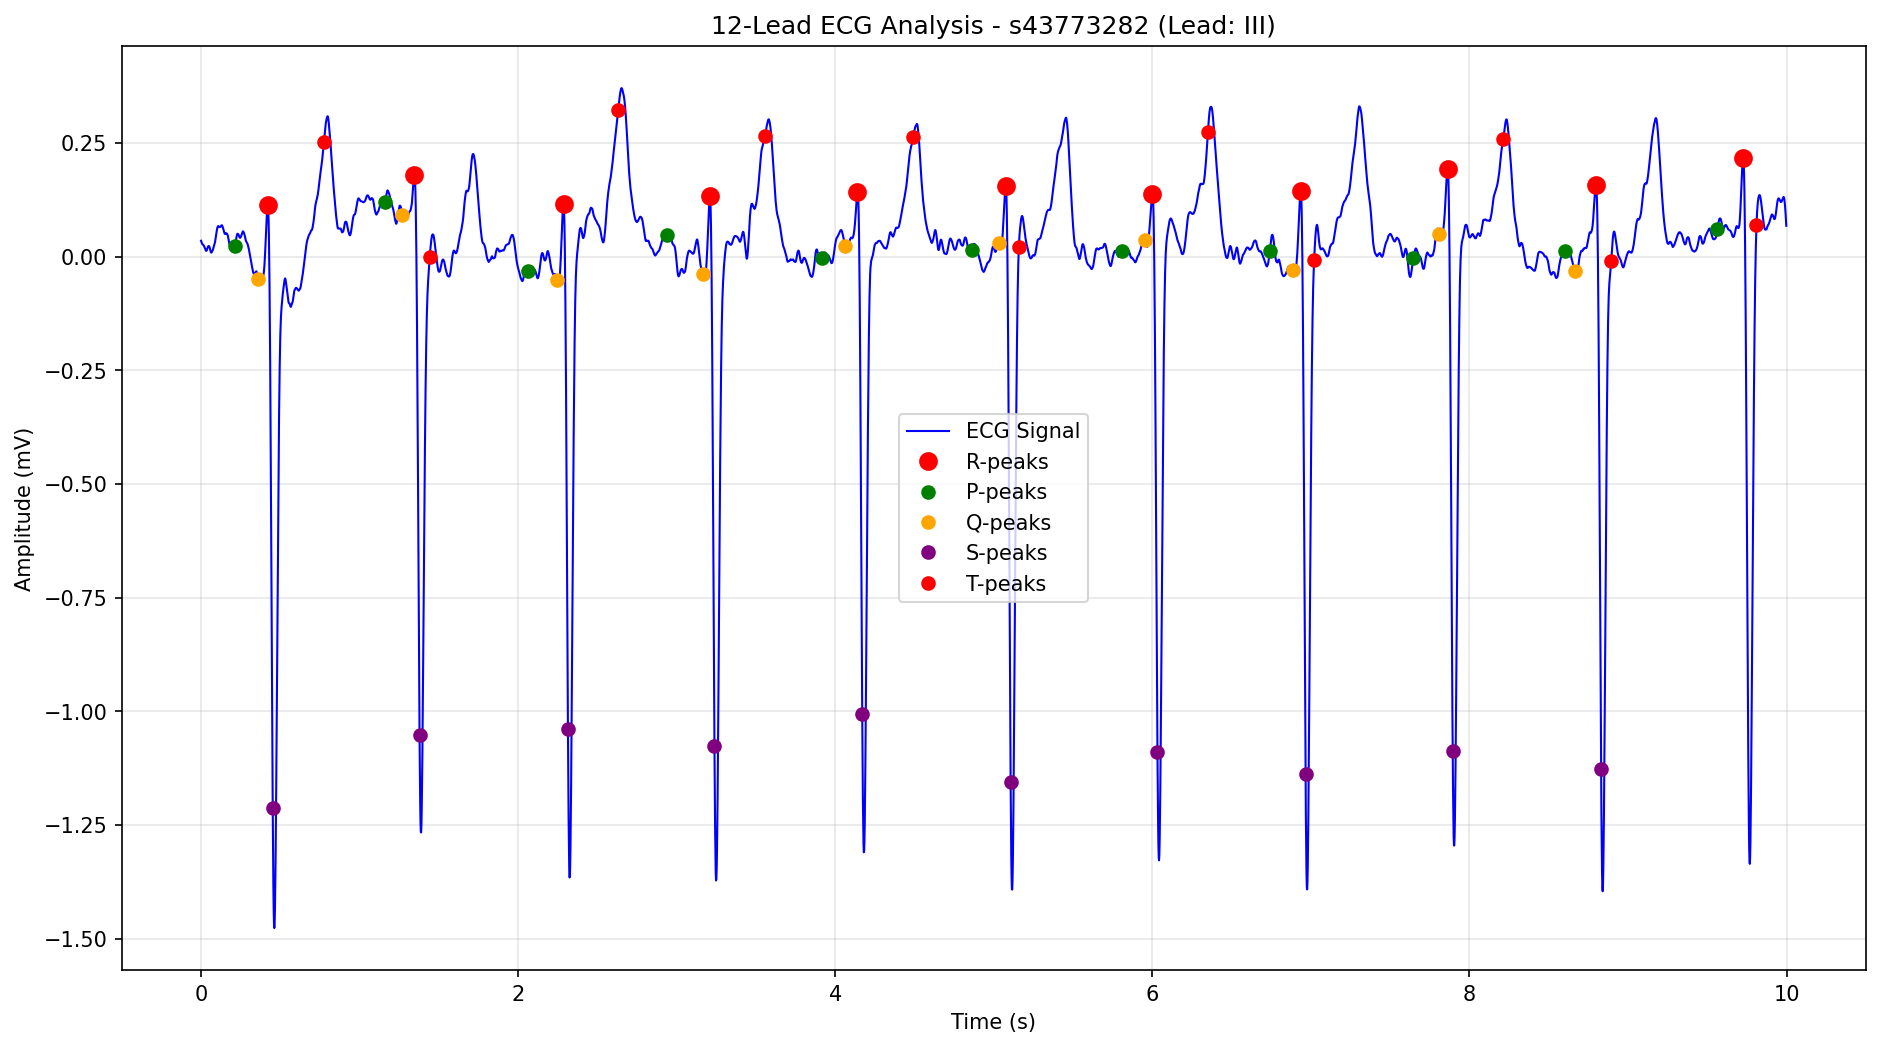 12-Lead ECG Analysis - s43773282 (Lead: III)
Amplitude (mV)
0.25
0.00
−0.25
−0.50
−0.75
−1.00
−1.25
−1.50
ECG Signal
R-peaks
P-peaks
Q-peaks
S-peaks
T-peaks
0 2 4 6 8 10
Time (s)